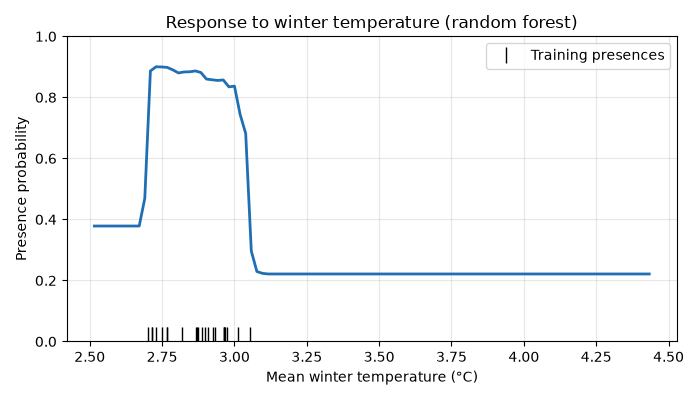 Response to winter temperature (random forest)
Training presences
Presence probability
1.0
0.8
0.6
0.4
0.2
0.0
2.50 2.75 3.00 3.25 3.50 3.75 4.00 4.25 4.50
Mean winter temperature (°C)